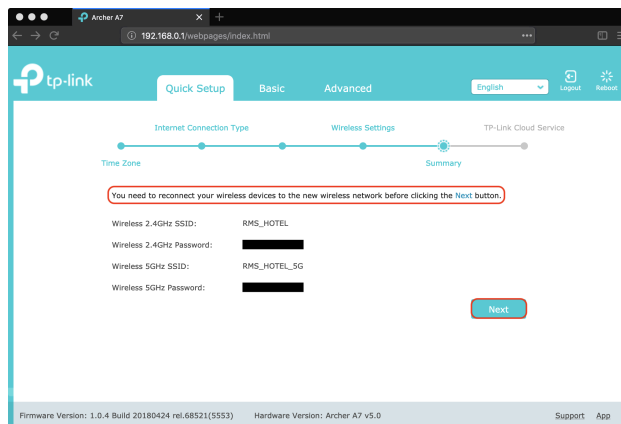 Archer A7
192.168.0.1/webpages/index.html
tp-link
Quick Setup
Basic
Advanced
English
Logout
Reboot
Internet Connection Type
Wireless Settings
TP-Link Cloud Service
Time Zone
Summary
You need to reconnect your wireless devices to the new wireless network before clicking the Next button.
Wireless 2.4GHz SSID: RMS_HOTEL
Wireless 2.4GHz Password:
Wireless 5GHz SSID: RMS_HOTEL_5G
Wireless 5GHz Password:
Next
Firmware Version: 1.0.4 Build 20180424 rel.68521(5553) Hardware Version: Archer A7 v5.0 Support App